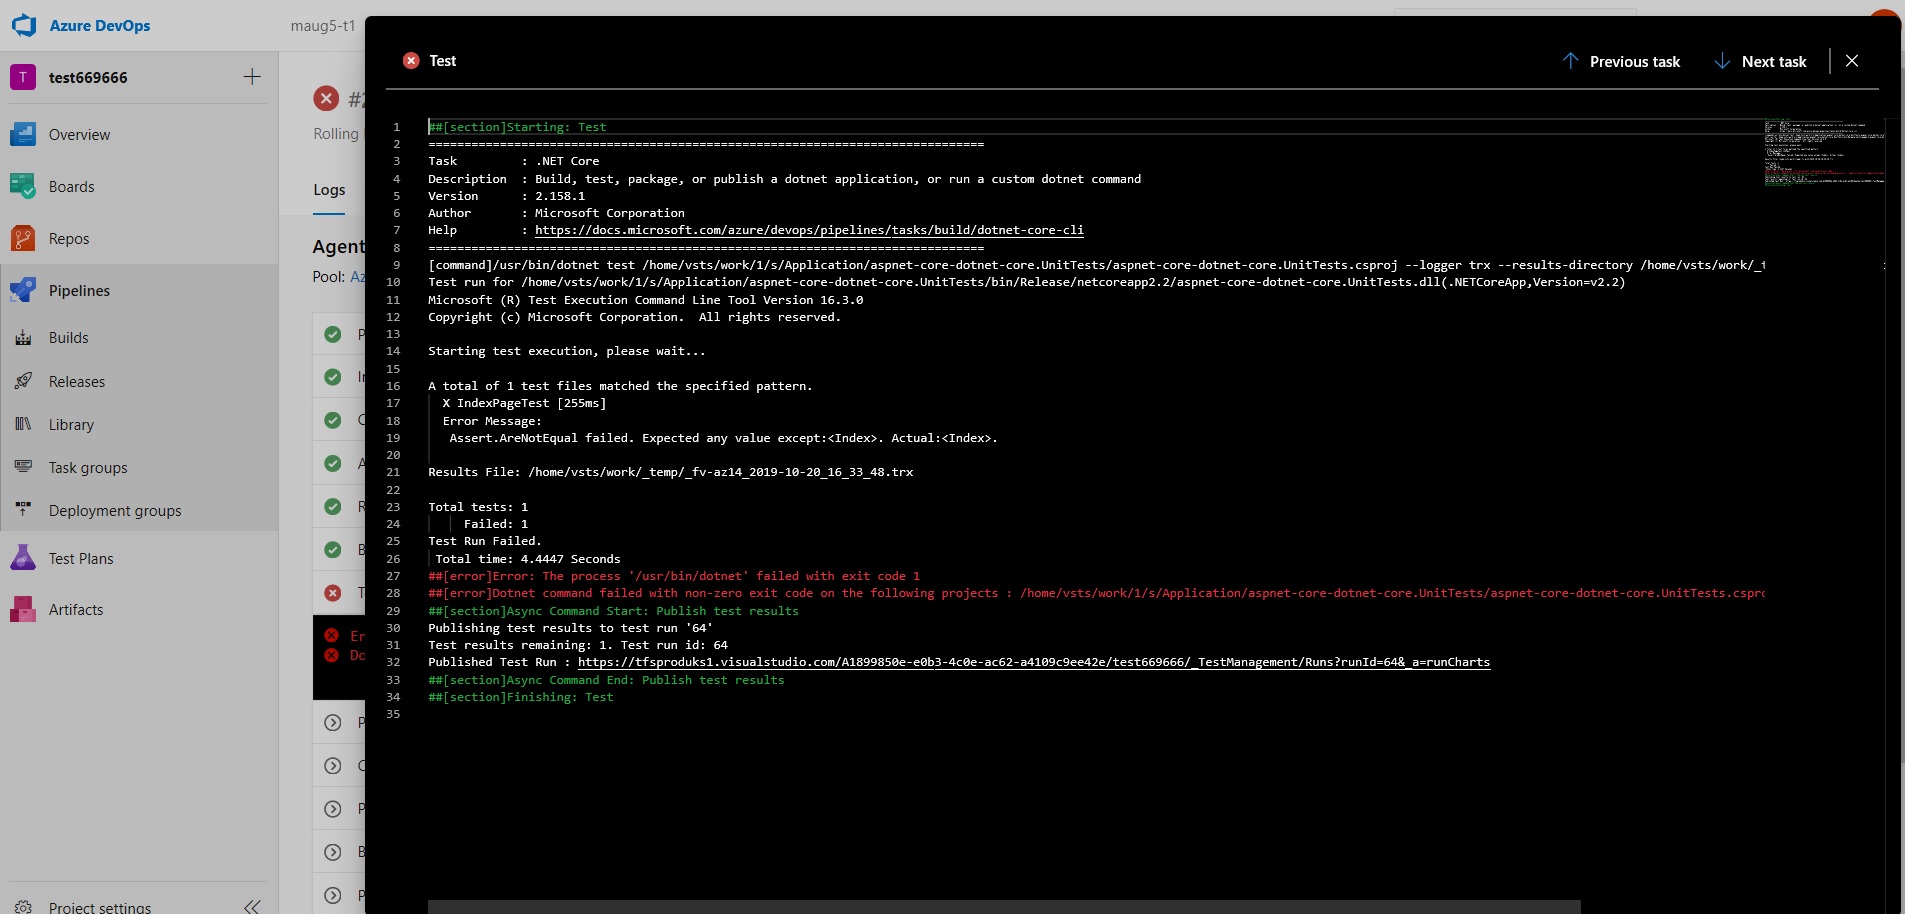 Azure DevOps
maug5-t1
T
test669666
Overview
Boards
Repos
Pipelines
Builds
Releases
Library
Task groups
Deployment groups
Test Plans
Artifacts
Project settings
Rolling
Logs
Agent
Pool: Az
Test
Previous task
Next task
1 ##[section]Starting: Test
2 ==============================================================================
3 Task         : .NET Core
4 Description  : Build, test, package, or publish a dotnet application, or run a custom dotnet command
5 Version      : 2.158.1
6 Author       : Microsoft Corporation
7 Help         : https://docs.microsoft.com/azure/devops/pipelines/tasks/build/dotnet-core-cli
8 ==============================================================================
9 [command]/usr/bin/dotnet test /home/vsts/work/1/s/Application/aspnet-core-dotnet-core.UnitTests/aspnet-core-dotnet-core.UnitTests.csproj --logger trx --results-directory /home/vsts/work/_t
10 Test run for /home/vsts/work/1/s/Application/aspnet-core-dotnet-core.UnitTests/bin/Release/netcoreapp2.2/aspnet-core-dotnet-core.UnitTests.dll(.NETCoreApp,Version=v2.2)
11 Microsoft (R) Test Execution Command Line Tool Version 16.3.0
12 Copyright (c) Microsoft Corporation.  All rights reserved.
13
14 Starting test execution, please wait...
15
16 A total of 1 test files matched the specified pattern.
17   X IndexPageTest [255ms]
18   Error Message:
19    Assert.AreNotEqual failed. Expected any value except:<Index>. Actual:<Index>.
20
21 Results File: /home/vsts/work/_temp/_fv-az14_2019-10-20_16_33_48.trx
22
23 Total tests: 1
24      Failed: 1
25 Test Run Failed.
26  Total time: 4.4447 Seconds
27 ##[error]Error: The process '/usr/bin/dotnet' failed with exit code 1
28 ##[error]Dotnet command failed with non-zero exit code on the following projects : /home/vsts/work/1/s/Application/aspnet-core-dotnet-core.UnitTests/aspnet-core-dotnet-core.UnitTests.cspro
29 ##[section]Async Command Start: Publish test results
30 Publishing test results to test run '64'
31 Test results remaining: 1. Test run id: 64
32 Published Test Run : https://tfsproduks1.visualstudio.com/A1899850e-e0b3-4c0e-ac62-a4109c9ee42e/test669666/_TestManagement/Runs?runId=64&_a=runCharts
33 ##[section]Async Command End: Publish test results
34 ##[section]Finishing: Test
35